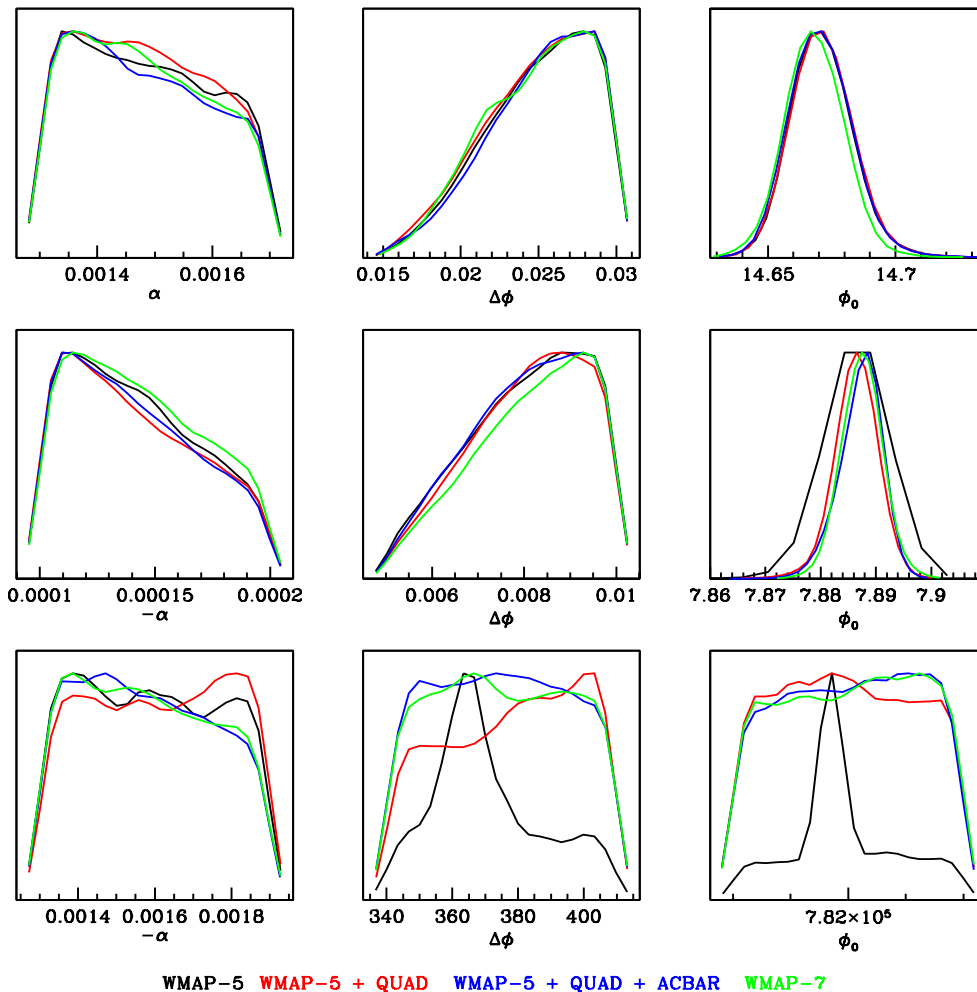 0.0014 0.0016
α
0.015 0.02 0.025 0.03
Δϕ
14.65 14.7
ϕ₀
0.0001 0.00015 0.0002
−α
0.006 0.008 0.01
Δϕ
7.86 7.87 7.88 7.89 7.9
ϕ₀
0.0014 0.0016 0.0018
−α
340 360 380 400
Δϕ
7.82×10⁵
ϕ₀
WMAP-5 WMAP-5 + QUAD WMAP-5 + QUAD + ACBAR WMAP-7